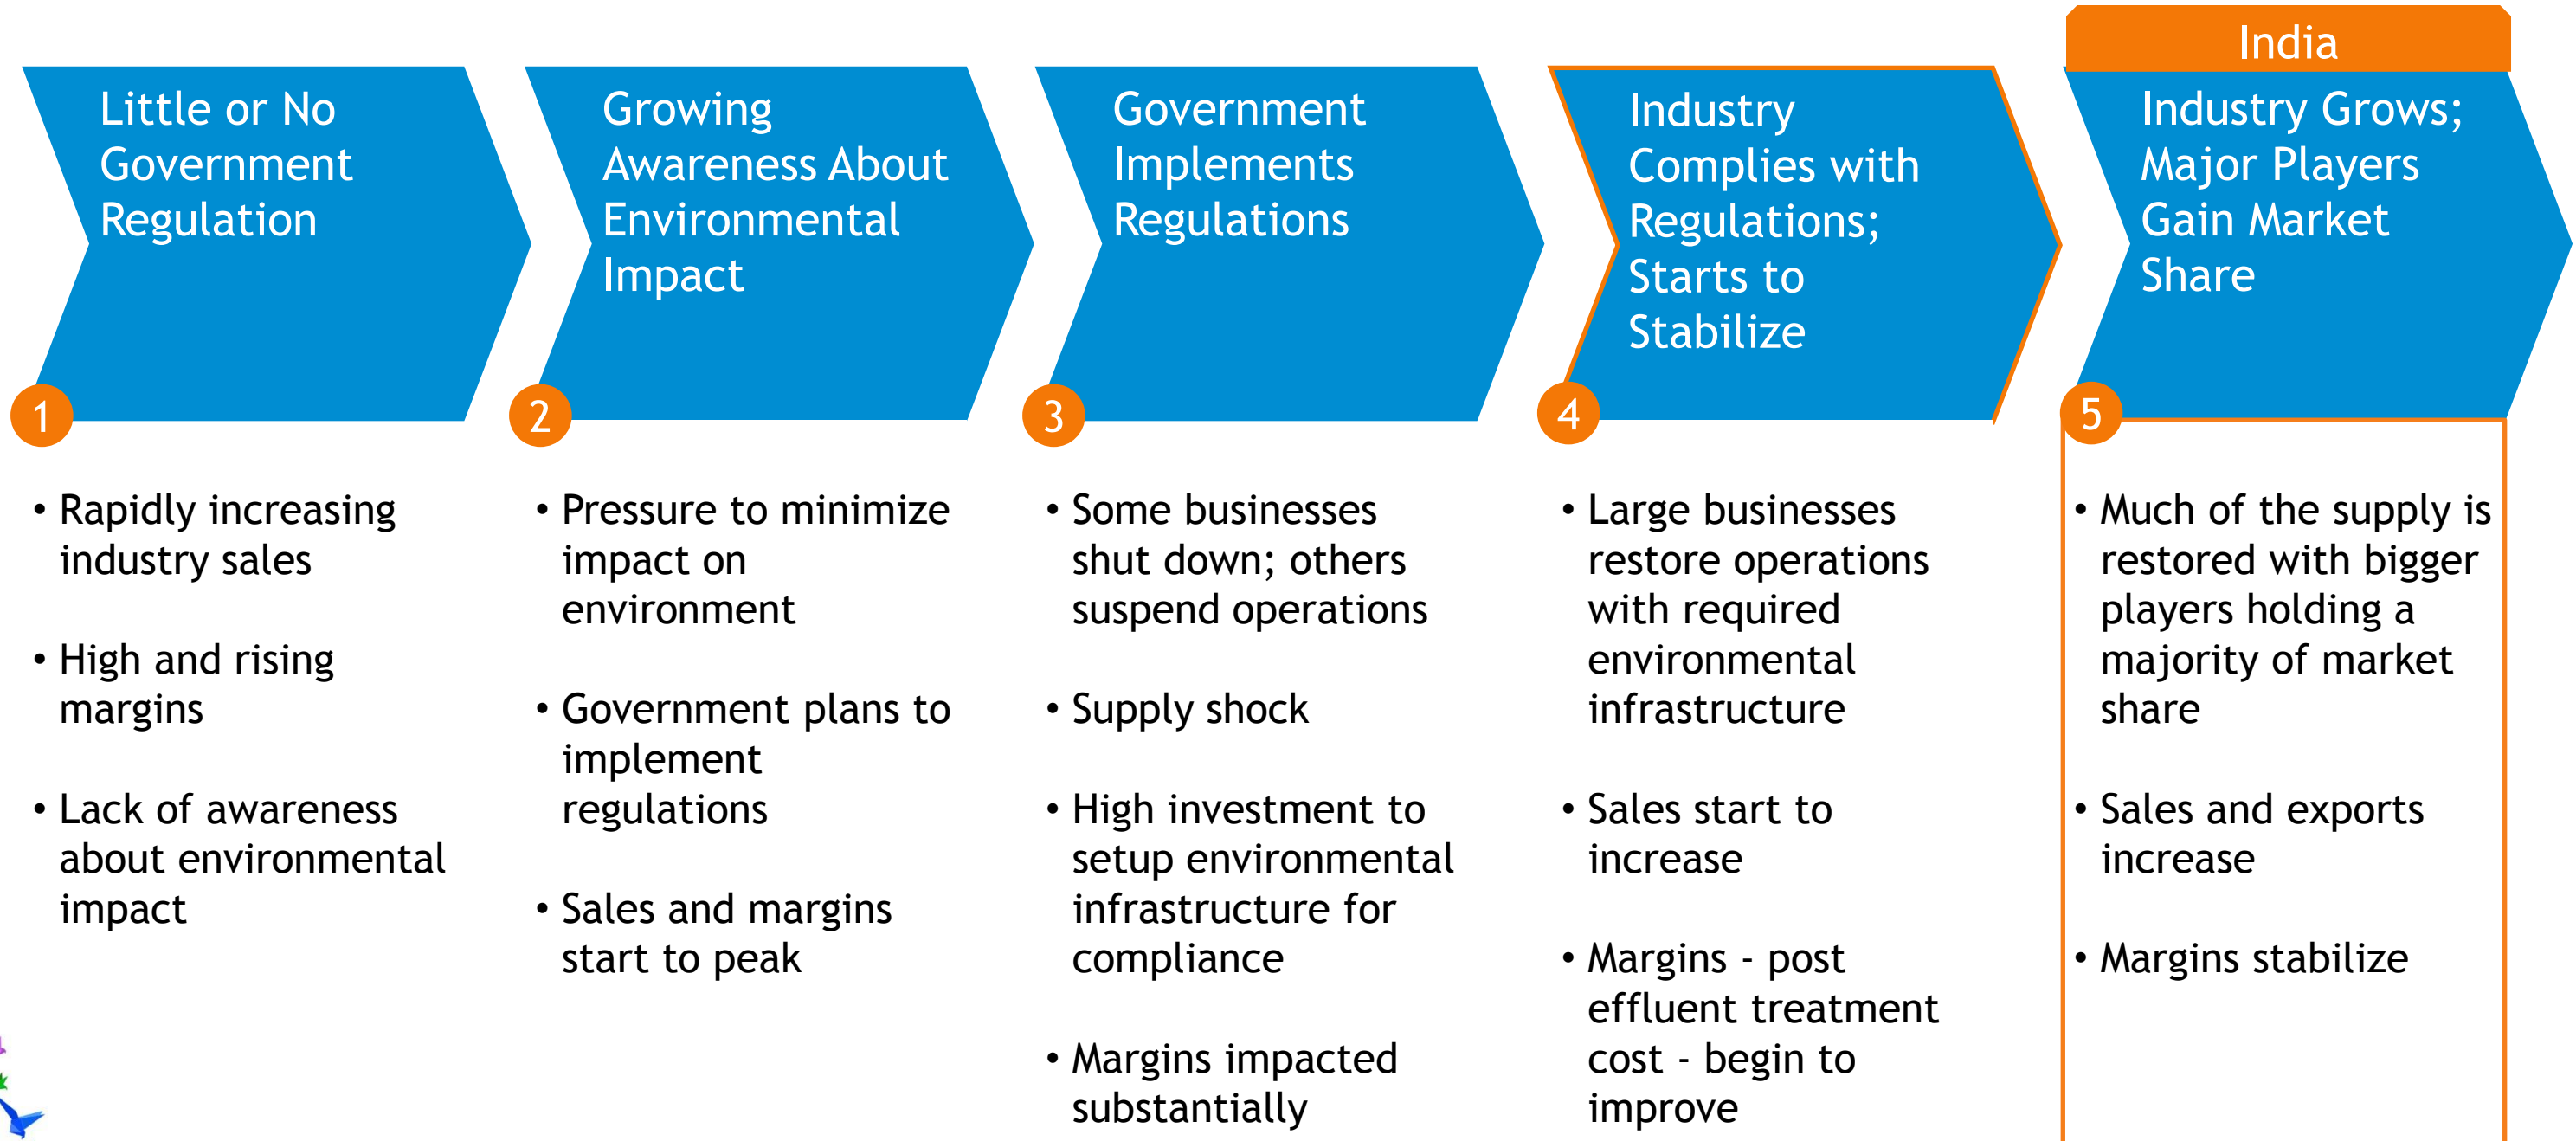 India
Little or No
Government
Regulation
1
Growing
Awareness About
Environmental
Impact
2
Government
Implements
Regulations
3
Industry
Complies with
Regulations;
Starts to
Stabilize
4
Industry Grows;
Major Players
Gain Market
Share
5
• Rapidly increasing
industry sales
• High and rising
margins
• Lack of awareness
about environmental
impact
• Pressure to minimize
impact on
environment
• Government plans to
implement
regulations
• Sales and margins
start to peak
• Some businesses
shut down; others
suspend operations
• Supply shock
• High investment to
setup environmental
infrastructure for
compliance
• Margins impacted
substantially
• Large businesses
restore operations
with required
environmental
infrastructure
• Sales start to
increase
• Margins - post
effluent treatment
cost - begin to
improve
• Much of the supply is
restored with bigger
players holding a
majority of market
share
• Sales and exports
increase
• Margins stabilize